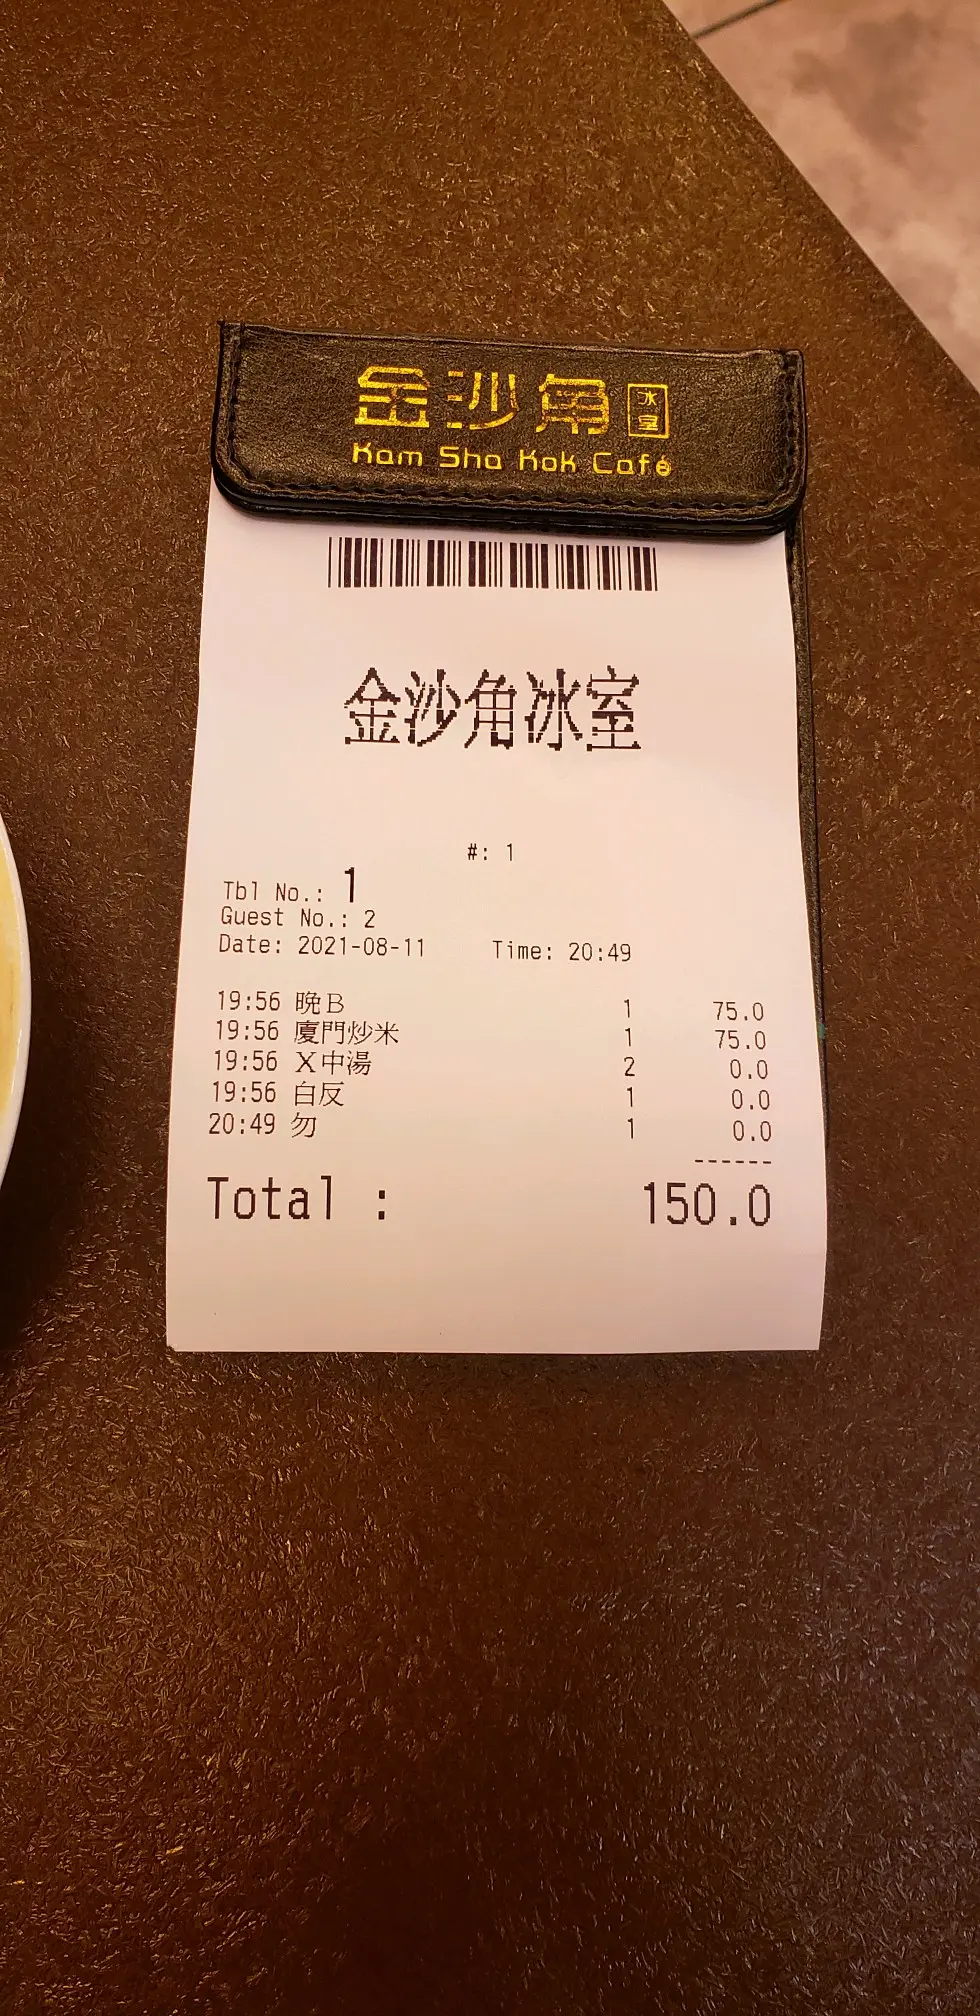 金沙角冰室
Kam Sha Kok Café
金沙角冰室
#: 1
Tbl No.: 1
Guest No.: 2
Date: 2021-08-11 Time: 20:49
19:56 晚B 1 75.0
19:56 廈門炒米 1 75.0
19:56 X中湯 2 0.0
19:56 白反 1 0.0
20:49 勿 1 0.0
------
Total : 150.0